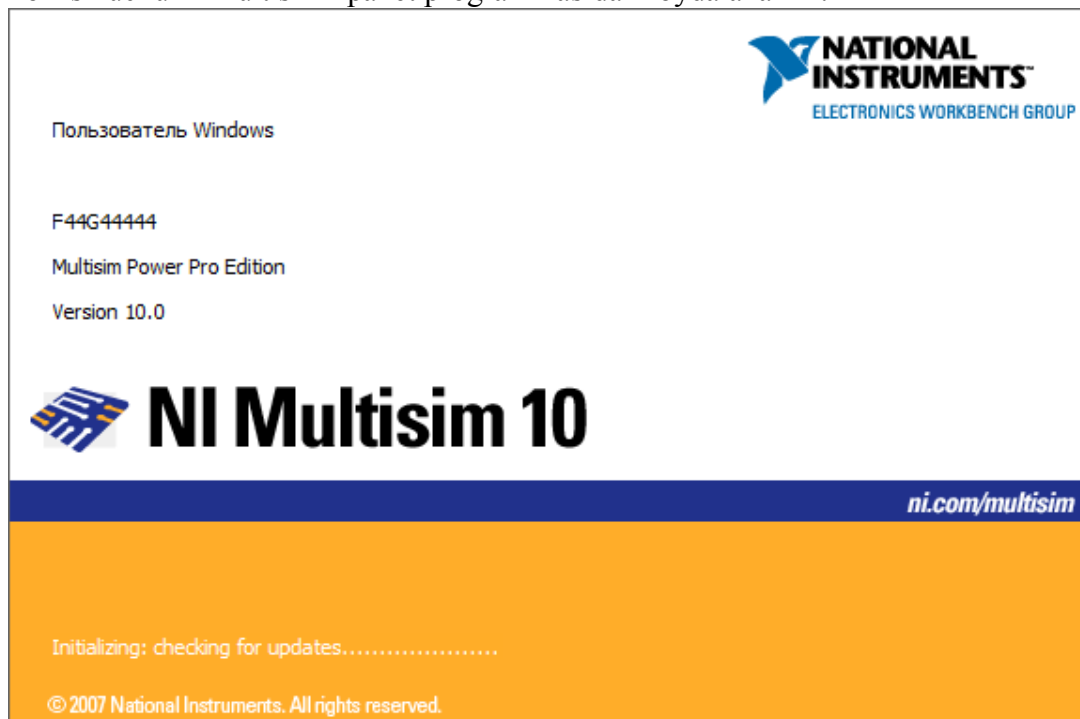 NATIONAL
INSTRUMENTS™
ELECTRONICS WORKBENCH GROUP
Пользователь Windows
F44G44444
Multisim Power Pro Edition
Version 10.0
NI Multisim 10
ni.com/multisim
Initializing: checking for updates.....................
© 2007 National Instruments. All rights reserved.